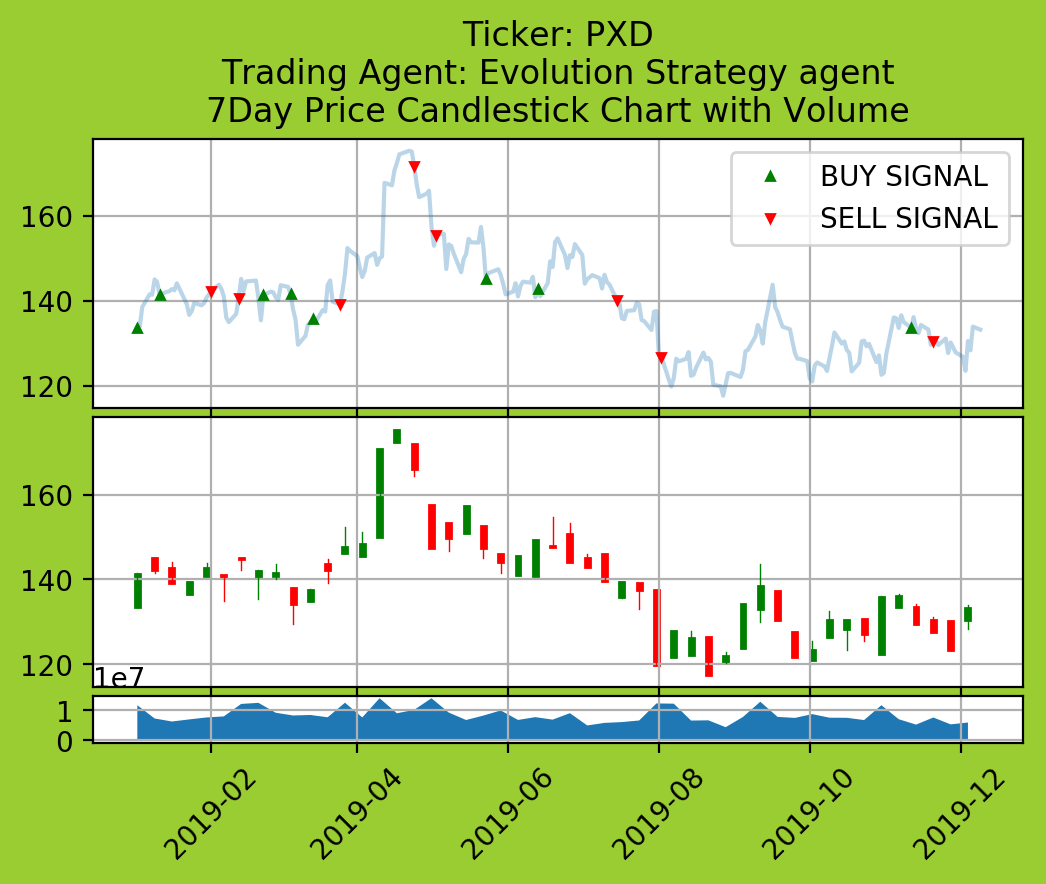 Ticker: PXD
Trading Agent: Evolution Strategy agent
7Day Price Candlestick Chart with Volume
BUY SIGNAL
SELL SIGNAL
160
140
120
160
140
120
1e7
1
0
2019-02
2019-04
2019-06
2019-08
2019-10
2019-12